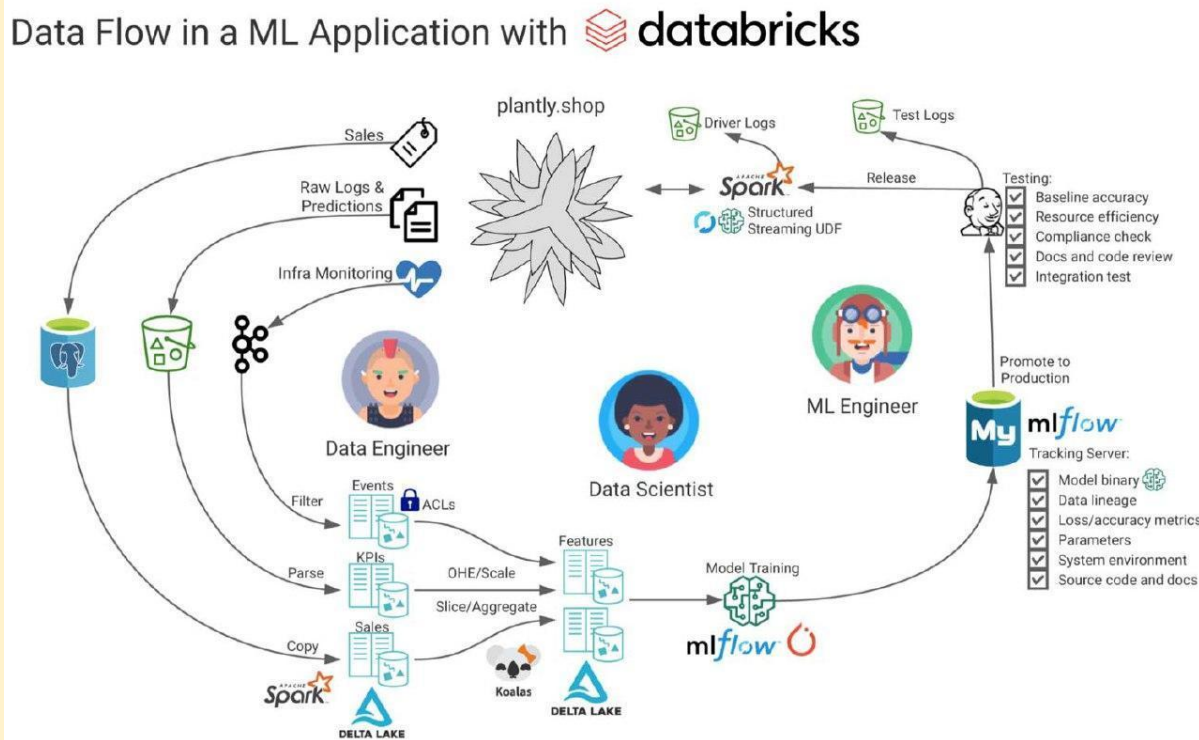 Data Flow in a ML Application with databricks
plantly.shop
Sales
Raw Logs &
Predictions
Infra Monitoring
Driver Logs
Test Logs
APACHE
Spark
Release
Structured
Streaming UDF
Testing:
Baseline accuracy
Resource efficiency
Compliance check
Docs and code review
Integration test
Data Engineer
Data Scientist
ML Engineer
Promote to
Production
My
mlflow
Tracking Server:
Model binary
Data lineage
Loss/accuracy metrics
Parameters
System environment
Source code and docs
Filter
Events
ACLs
Parse
KPIs
OHE/Scale
Slice/Aggregate
Copy
Sales
APACHE
Spark
DELTA LAKE
Features
Koalas
DELTA LAKE
Model Training
mlflow